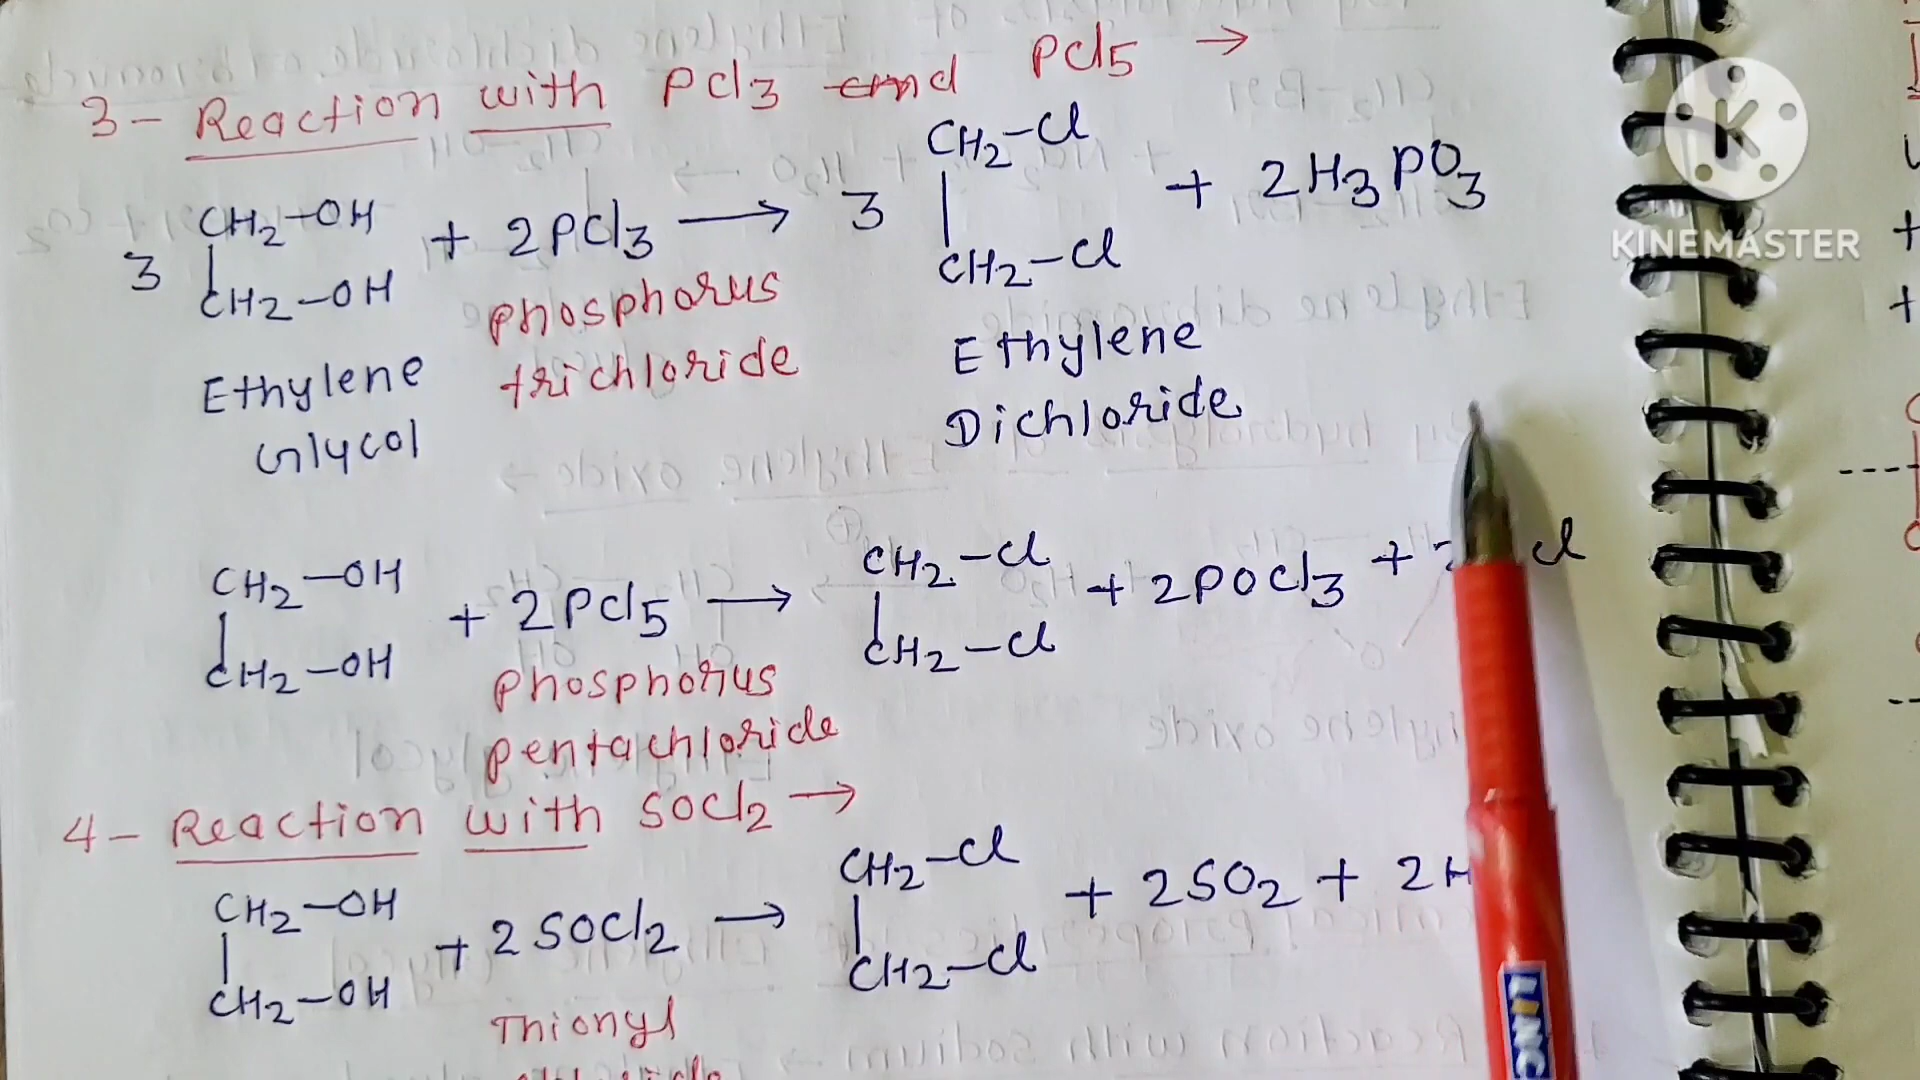 3- Reaction with PCl3 and PCl5 →
3 CH2-OH + 2PCl3 → 3 CH2-Cl + 2H3PO3
CH2-OH CH2-Cl
Ethylene Glycol
phosphorus trichloride
Ethylene Dichloride
CH2-OH + 2PCl5 → CH2-Cl + 2POCl3 +
CH2-OH CH2-Cl
phosphorus pentachloride
4- Reaction with SOCl2 →
CH2-OH + 2SOCl2 → CH2-Cl + 2SO2 + 2H
CH2-OH CH2-Cl
Thionyl
KINEMASTER
LINC